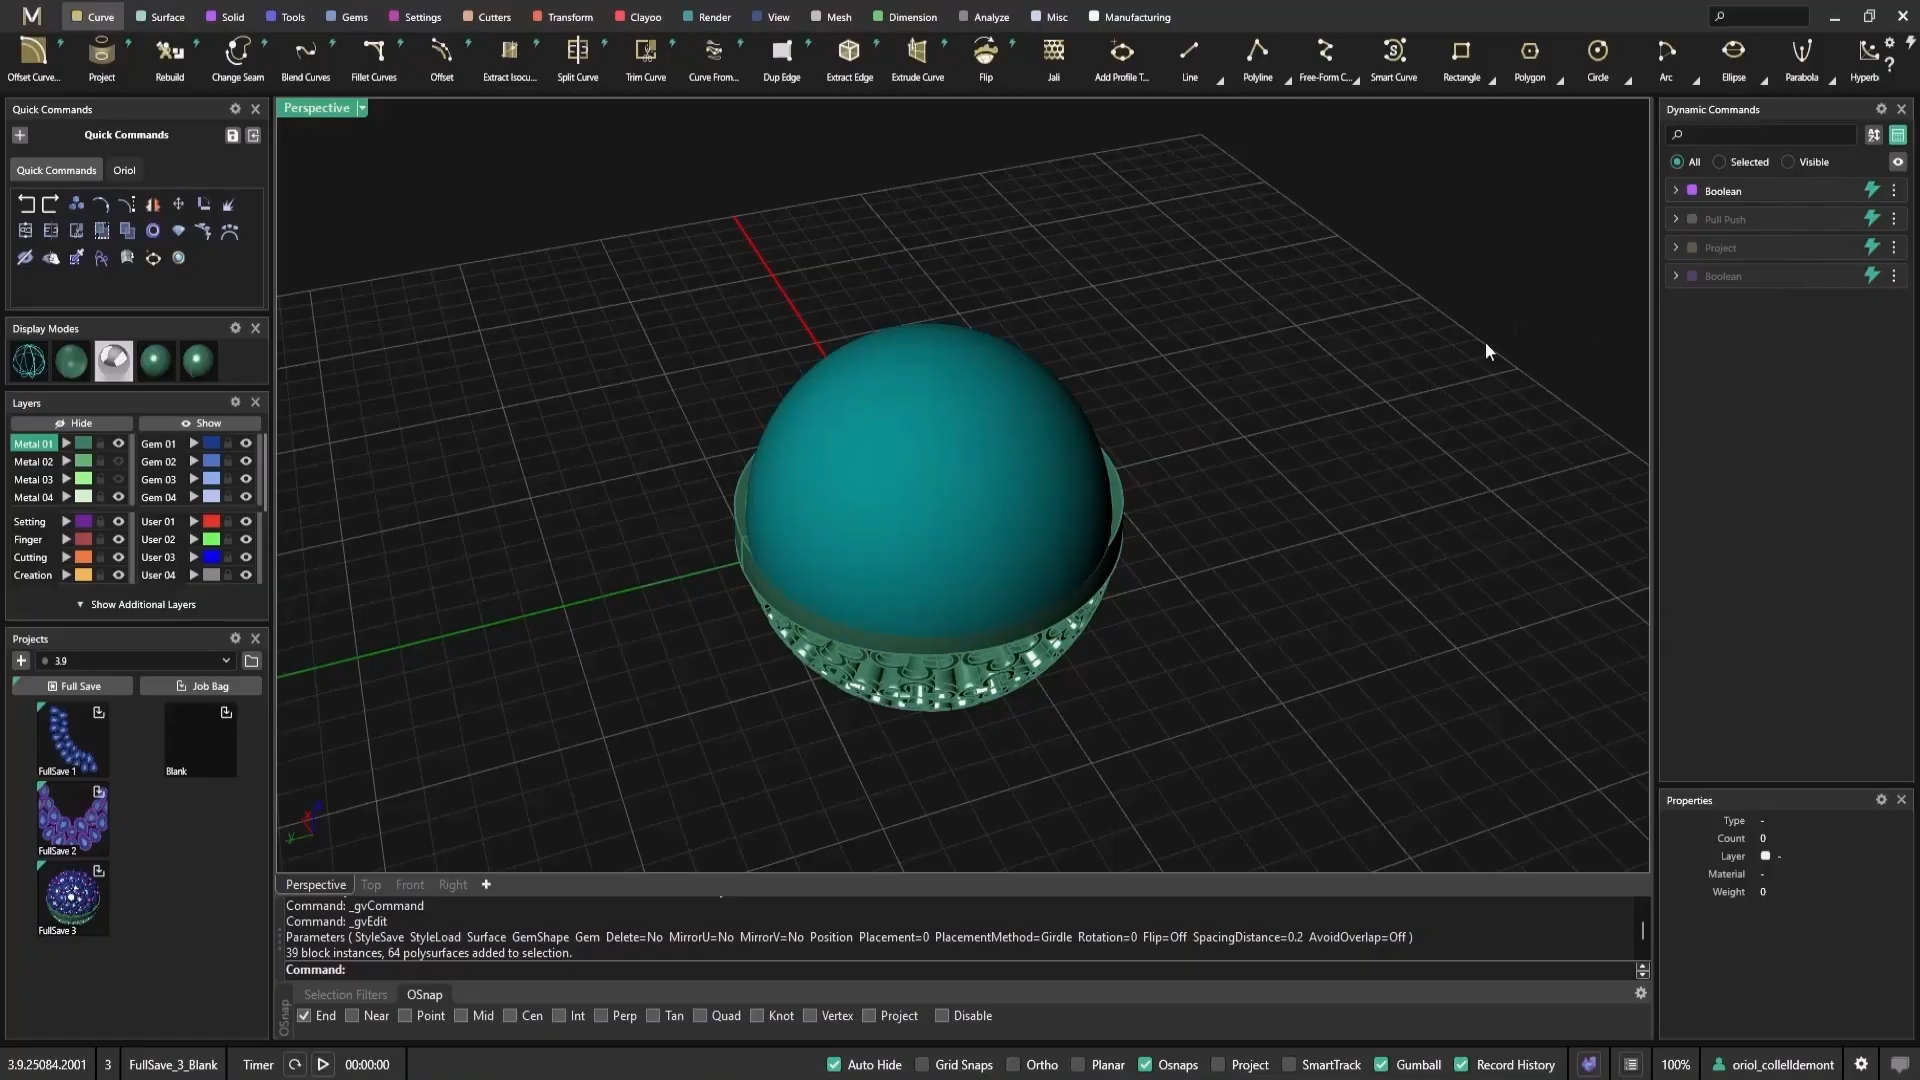 M Curve Surface Solid Tools Gems Settings Cutters Transform Clayoo Render View Mesh Dimension Analyze Misc Manufacturing
Offset Curve... Project Rebuild Change Seam Blend Curves Fillet Curves Offset Extract Isocu... Split Curve Trim Curve Curve From... Dup Edge Extract Edge Extrude Curve Flip Jali Add Profile T... Line Polyline Free-Form C... Smart Curve Rectangle Polygon Circle Arc Ellipse Parabola Hyperb
Quick Commands
Quick Commands
Quick Commands Oriol
Display Modes
Layers
Hide Show
Metal 01 Gem 01
Metal 02 Gem 02
Metal 03 Gem 03
Metal 04 Gem 04
Setting User 01
Finger User 02
Cutting User 03
Creation User 04
Show Additional Layers
Projects
3.9
Full Save Job Bag
FullSave 1 Blank
FullSave 2
FullSave 3
Perspective
y
Perspective Top Front Right
Command: _gvCommand
Command: _gvEdit
Parameters ( StyleSave StyleLoad Surface GemShape Gem Delete=No MirrorU=No MirrorV=No Position Placement=0 PlacementMethod=Girdle Rotation=0 Flip=Off SpacingDistance=0.2 AvoidOverlap=Off )
39 block instances, 64 polysurfaces added to selection.
Command:
Selection Filters OSnap
OSnap
End Near Point Mid Cen Int Perp Tan Quad Knot Vertex Project Disable
Dynamic Commands
All Selected Visible
Boolean
Pull Push
Project
Boolean
Properties
Type -
Count 0
Layer -
Material -
Weight 0
3.9.25084.2001 3 FullSave_3_Blank Timer 00:00:00 Auto Hide Grid Snaps Ortho Planar Osnaps Project SmartTrack Gumball Record History 100% oriol_collelldemont